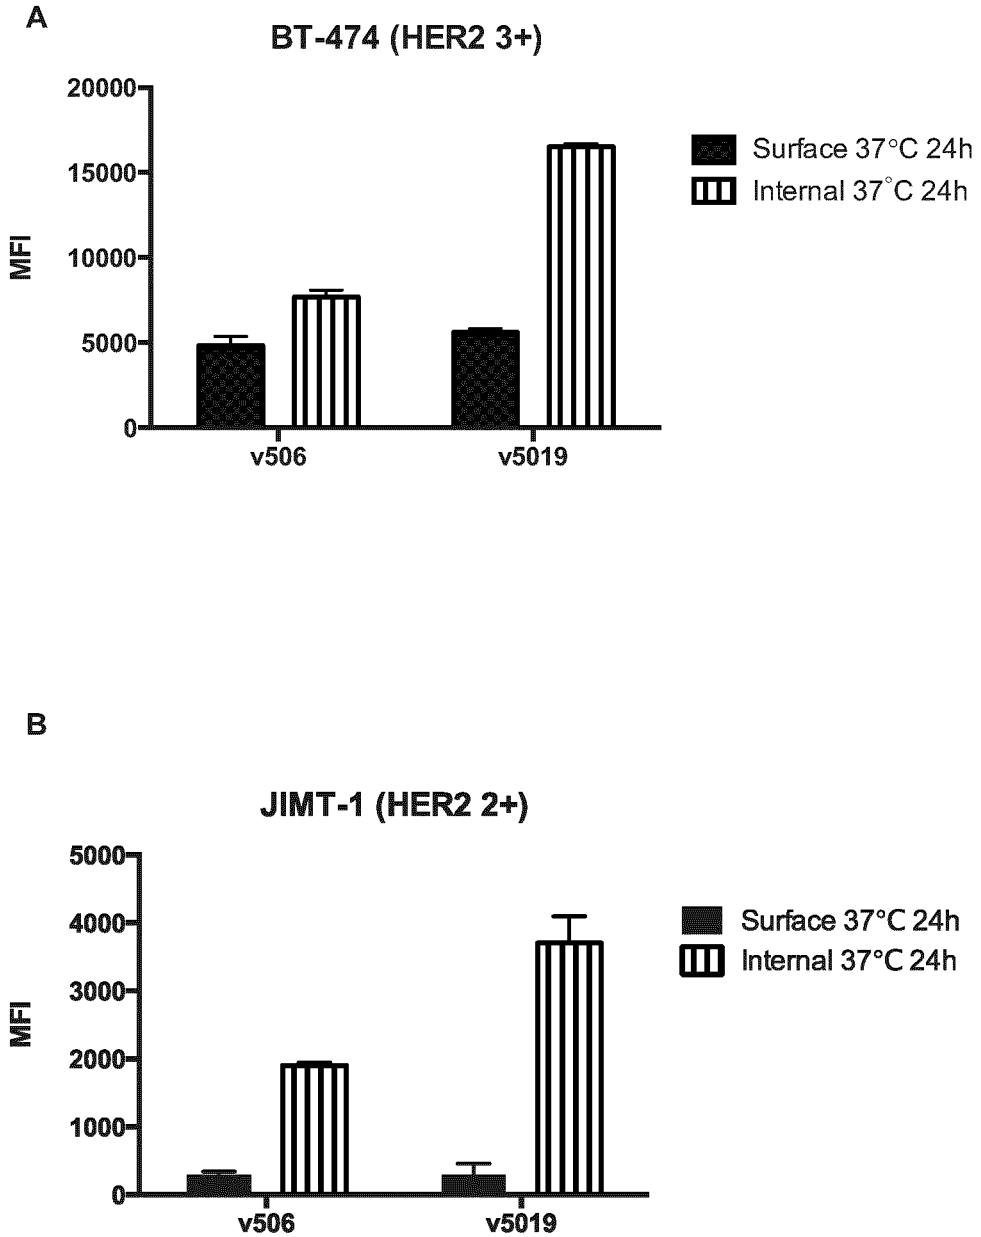 A
BT-474 (HER2 3+)
20000
15000
10000
5000
0
MFI
v506
v5019
Surface 37°C 24h
Internal 37°C 24h
B
JIMT-1 (HER2 2+)
5000
4000
3000
2000
1000
0
MFI
v506
v5019
Surface 37°C 24h
Internal 37°C 24h